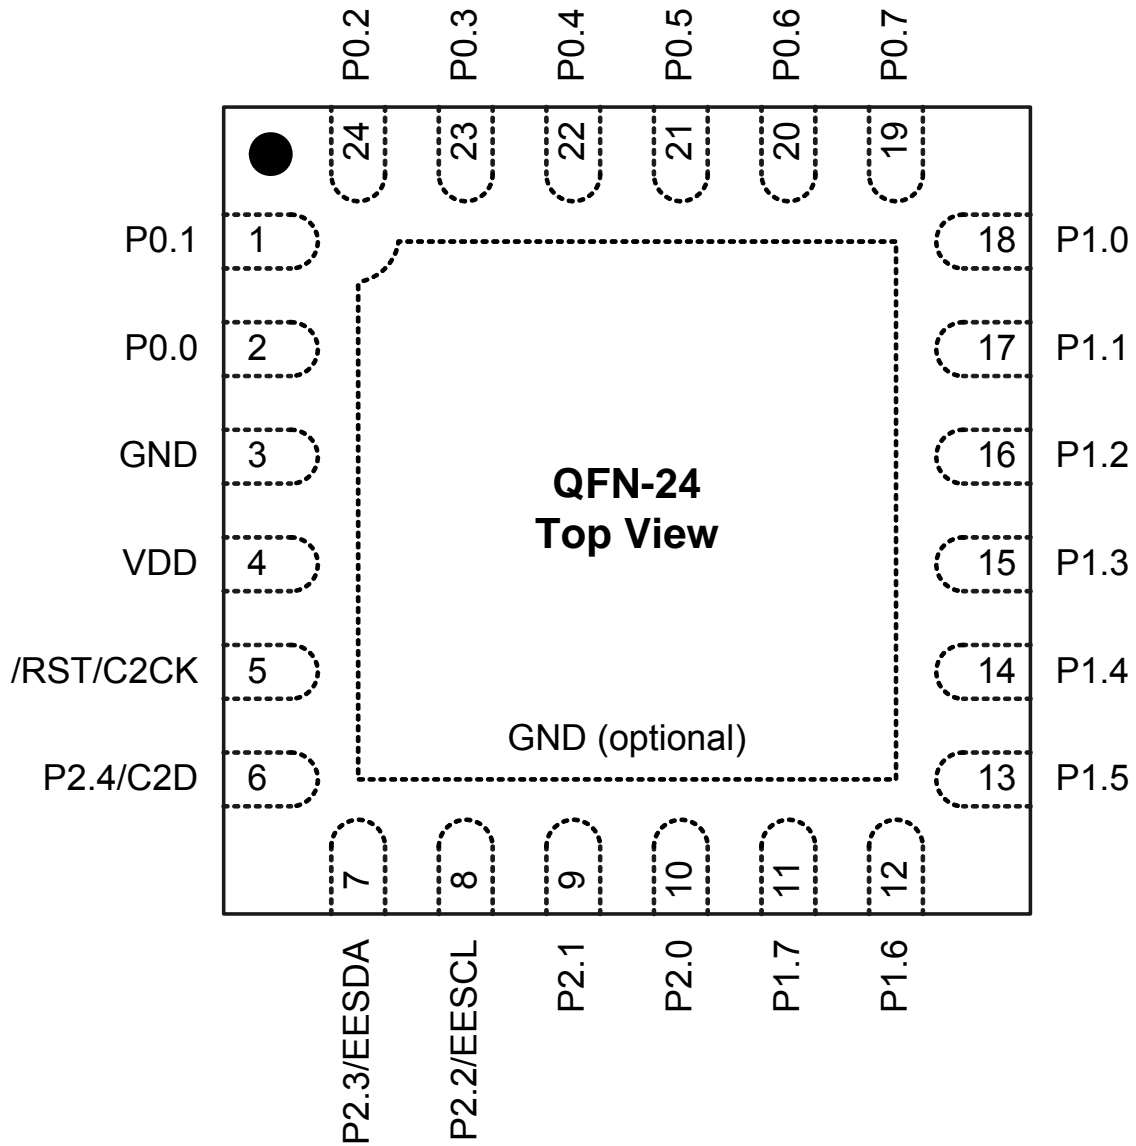 P0.2
P0.3
P0.4
P0.5
P0.6
P0.7
24
23
22
21
20
19
P0.1
1
18
P1.0
P0.0
2
17
P1.1
GND
3
16
P1.2
QFN-24
Top View
VDD
4
15
P1.3
/RST/C2CK
5
14
P1.4
GND (optional)
P2.4/C2D
6
13
P1.5
7
8
9
10
11
12
P2.3/EESDA
P2.2/EESCL
P2.1
P2.0
P1.7
P1.6